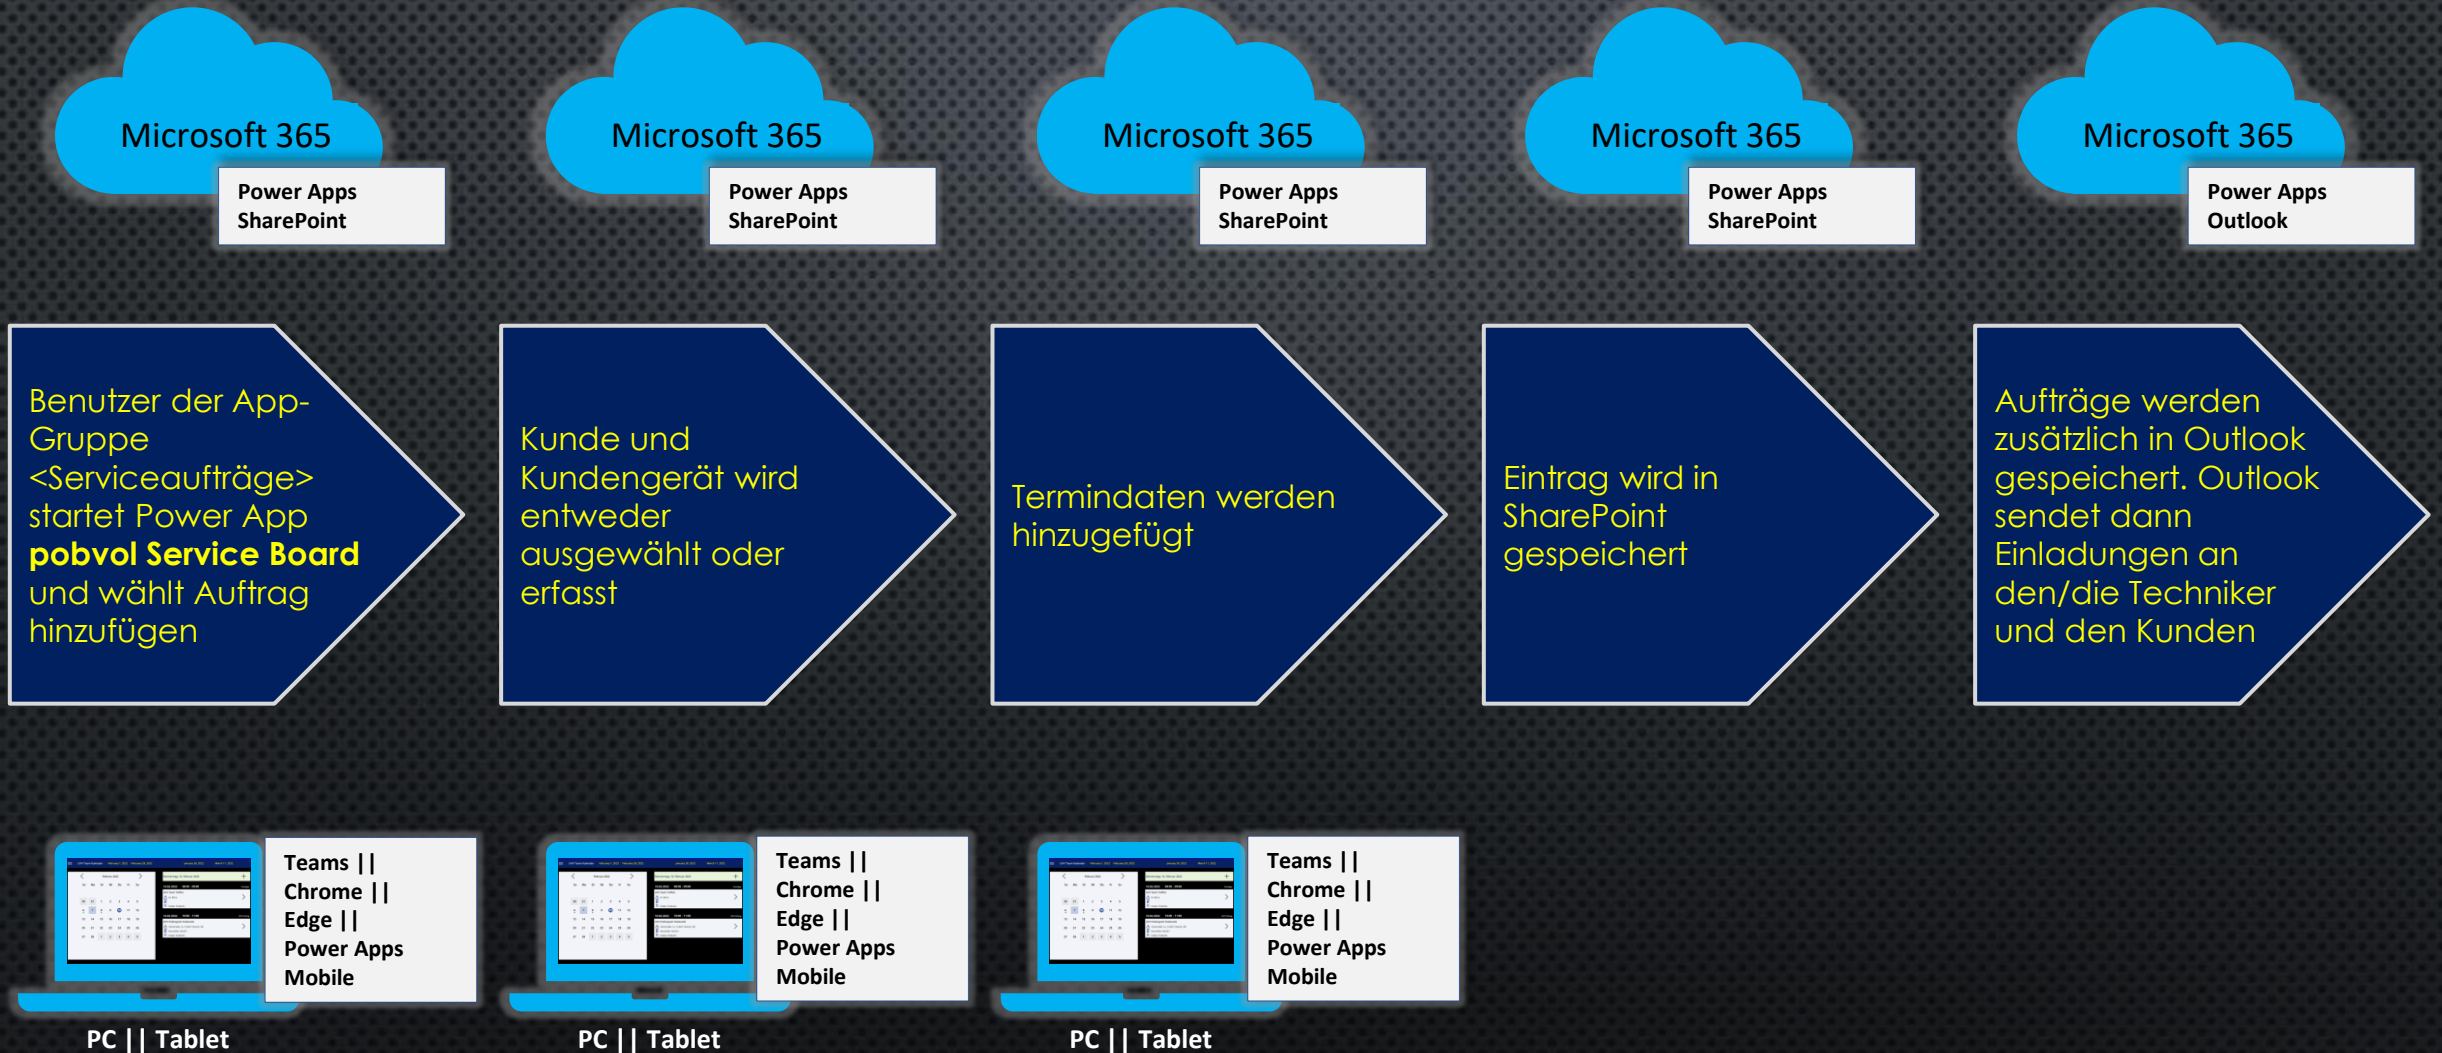 Microsoft 365
Power Apps
SharePoint
Microsoft 365
Power Apps
SharePoint
Microsoft 365
Power Apps
SharePoint
Microsoft 365
Power Apps
SharePoint
Microsoft 365
Power Apps
Outlook
Benutzer der App-
Gruppe
<Serviceaufträge>
startet Power App
pobvol Service Board
und wählt Auftrag
hinzufügen
Kunde und
Kundengerät wird
entweder
ausgewählt oder
erfasst
Termindaten werden
hinzugefügt
Eintrag wird in
SharePoint
gespeichert
Aufträge werden
zusätzlich in Outlook
gespeichert. Outlook
sendet dann
Einladungen an
den/die Techniker
und den Kunden
Teams ||
Chrome ||
Edge ||
Power Apps
Mobile
PC || Tablet
Teams ||
Chrome ||
Edge ||
Power Apps
Mobile
PC || Tablet
Teams ||
Chrome ||
Edge ||
Power Apps
Mobile
PC || Tablet